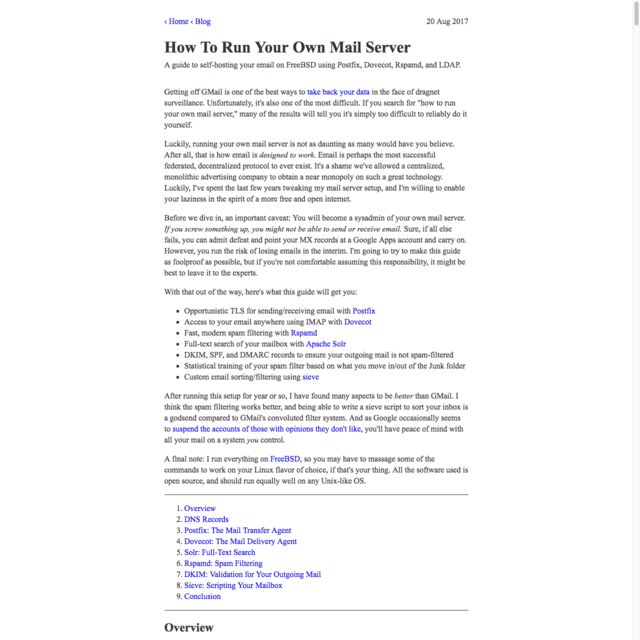 ‹ Home ‹ Blog 20 Aug 2017
How To Run Your Own Mail Server
A guide to self-hosting your email on FreeBSD using Postfix, Dovecot, Rspamd, and LDAP.
Getting off GMail is one of the best ways to take back your data in the face of dragnet
surveillance. Unfortunately, it's also one of the most difficult. If you search for "how to run
your own mail server," many of the results will tell you it's simply too difficult to reliably do it
yourself.
Luckily, running your own mail server is not as daunting as many would have you believe.
After all, that is how email is designed to work. Email is perhaps the most successful
federated, decentralized protocol to ever exist. It's a shame we've allowed a centralized,
monolithic advertising company to obtain a near monopoly on such a great technology.
Luckily, I've spent the last few years tweaking my mail server setup, and I'm willing to enable
your laziness in the spirit of a more free and open internet.
Before we dive in, an important caveat: You will become a sysadmin of your own mail server.
If you screw something up, you might not be able to send or receive email. Sure, if all else
fails, you can admit defeat and point your MX records at a Google Apps account and carry on.
However, you run the risk of losing emails in the interim. I'm going to try to make this guide
as foolproof as possible, but if you're not comfortable assuming this responsibility, it might be
best to leave it to the experts.
With that out of the way, here's what this guide will get you:
▪ Opportunistic TLS for sending/receiving email with Postfix
▪ Access to your email anywhere using IMAP with Dovecot
▪ Fast, modern spam filtering with Rspamd
▪ Full-text search of your mailbox with Apache Solr
▪ DKIM, SPF, and DMARC records to ensure your outgoing mail is not spam-filtered
▪ Statistical training of your spam filter based on what you move in/out of the Junk folder
▪ Custom email sorting/filtering using sieve
After running this setup for year or so, I have found many aspects to be better than GMail. I
think the spam filtering works better, and being able to write a sieve script to sort your inbox is
a godsend compared to GMail's convoluted filter system. And as Google occasionally seems
to suspend the accounts of those with opinions they don't like, you'll have peace of mind with
all your mail on a system you control.
A final note: I run everything on FreeBSD, so you may have to massage some of the
commands to work on your Linux flavor of choice, if that's your thing. All the software used is
open source, and should run equally well on any Unix-like OS.
1. Overview
2. DNS Records
3. Postfix: The Mail Transfer Agent
4. Dovecot: The Mail Delivery Agent
5. Solr: Full-Text Search
6. Rspamd: Spam Filtering
7. DKIM: Validation for Your Outgoing Mail
8. Sieve: Scripting Your Mailbox
9. Conclusion
Overview